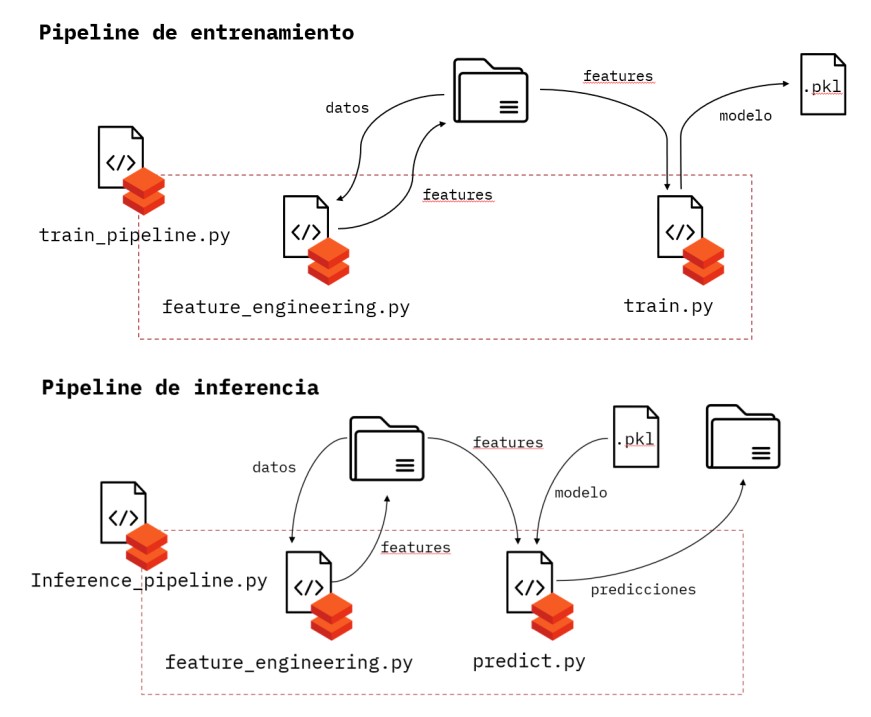 Pipeline de entrenamiento
features
.pkl
datos
modelo
</>
features
train_pipeline.py
</>
</>
feature_engineering.py
train.py
Pipeline de inferencia
features
.pkl
datos
modelo
</>
features
Inference_pipeline.py
</>
</>
predicciones
feature_engineering.py
predict.py